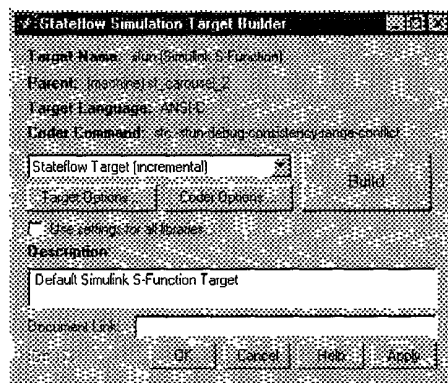 Stateflow Simulation Target Builder
Target Name: sfun (Simulink S-Function)
Parent: (machine) sf_carousel_2
Target Language: ANSI-C
Coder Command: sfc -sfun-debug-consistency-range-conflict
Stateflow Target (incremental)
Build
Target Options... Coder Options...
Use settings for all libraries
Description:
Default Simulink S-Function Target
Document Link:
OK Cancel Help Apply